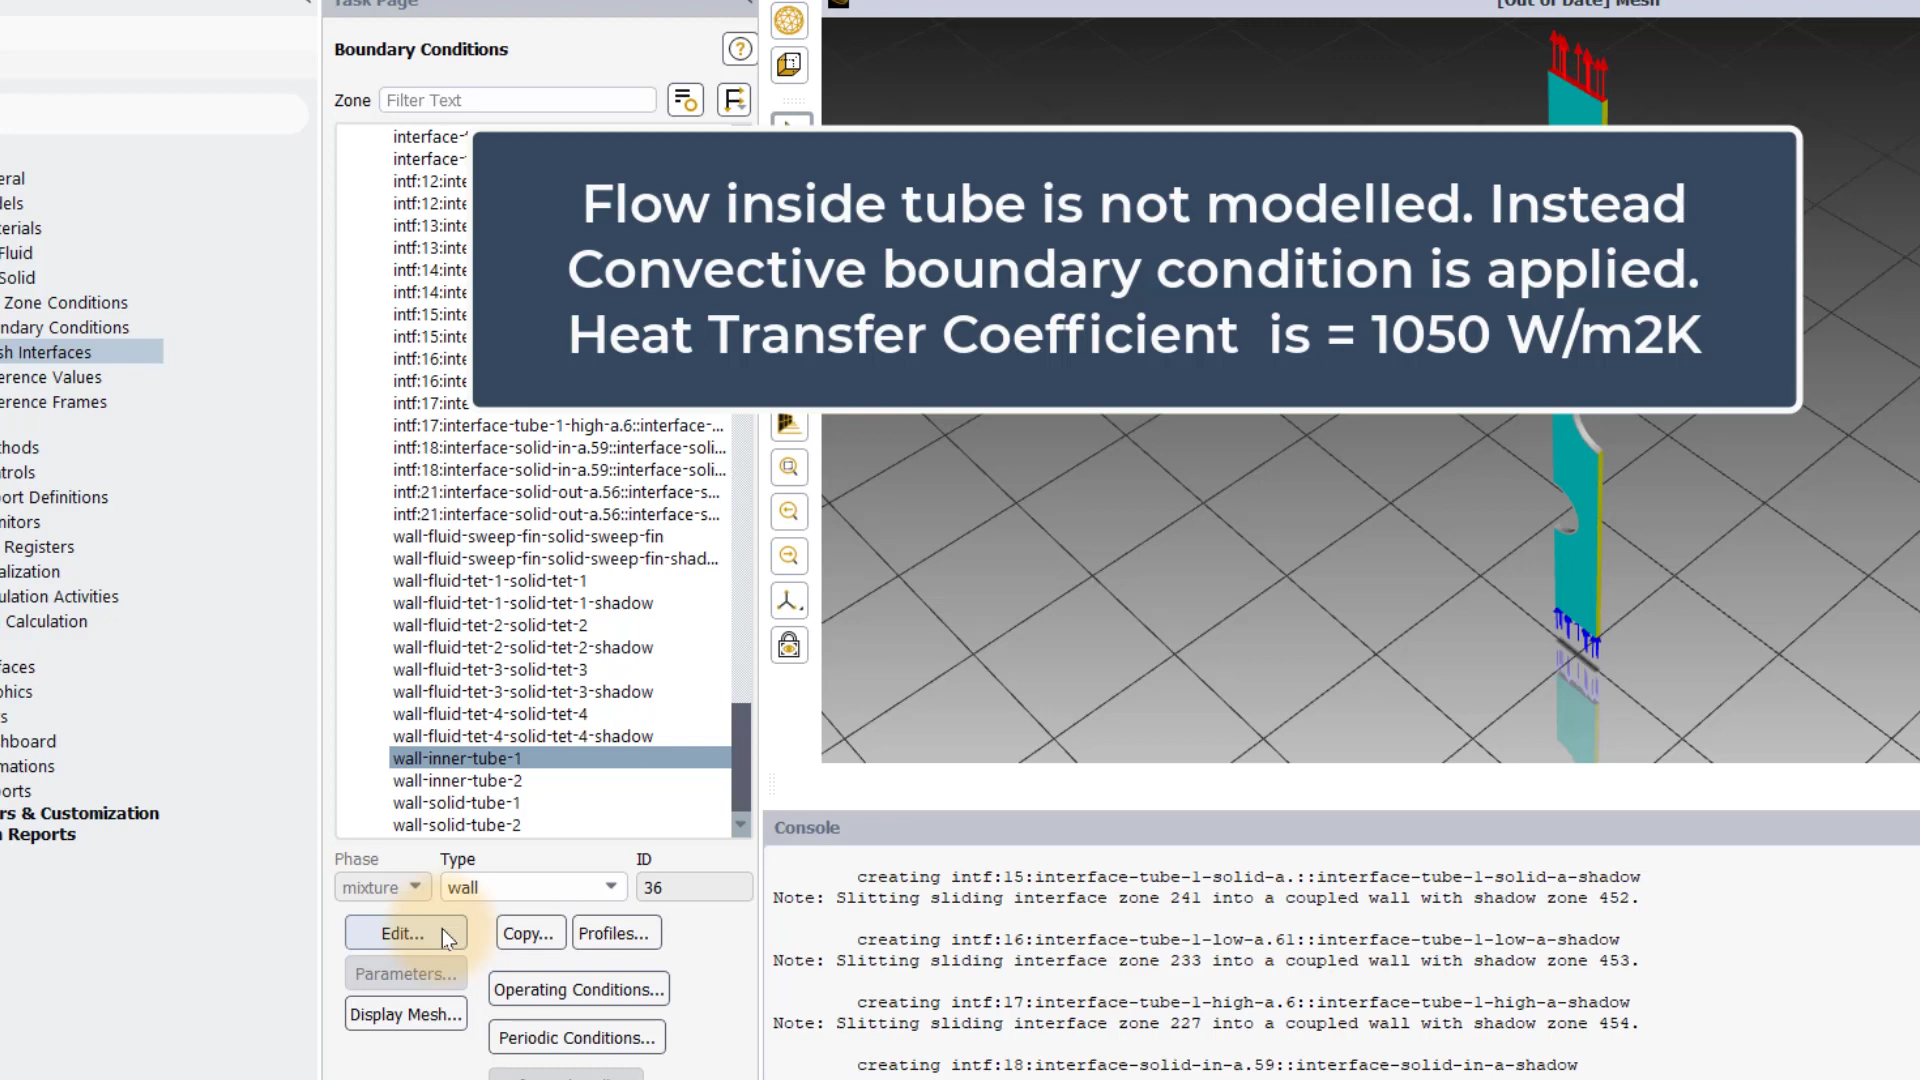 Task Page
[Out of Date] Mesh
Boundary Conditions
?
Zone Filter Text
interface-
interface-
intf:12:inte
intf:12:inte
intf:13:inte
intf:13:inte
intf:14:inte
intf:14:inte
intf:15:inte
intf:15:inte
intf:16:inte
intf:16:inte
intf:17:inte
intf:17:interface-tube-1-high-a.6::interface-...
intf:18:interface-solid-in-a.59::interface-soli...
intf:18:interface-solid-in-a.59::interface-soli...
intf:21:interface-solid-out-a.56::interface-s...
intf:21:interface-solid-out-a.56::interface-s...
wall-fluid-sweep-fin-solid-sweep-fin
wall-fluid-sweep-fin-solid-sweep-fin-shad...
wall-fluid-tet-1-solid-tet-1
wall-fluid-tet-1-solid-tet-1-shadow
wall-fluid-tet-2-solid-tet-2
wall-fluid-tet-2-solid-tet-2-shadow
wall-fluid-tet-3-solid-tet-3
wall-fluid-tet-3-solid-tet-3-shadow
wall-fluid-tet-4-solid-tet-4
wall-fluid-tet-4-solid-tet-4-shadow
wall-inner-tube-1
wall-inner-tube-2
wall-solid-tube-1
wall-solid-tube-2
Phase Type ID
mixture wall 36
Edit... Copy... Profiles...
Parameters... Operating Conditions...
Display Mesh... Periodic Conditions...
Flow inside tube is not modelled. Instead
Convective boundary condition is applied.
Heat Transfer Coefficient is = 1050 W/m2K
eral
dels
terials
Fluid
Solid
Zone Conditions
ndary Conditions
sh Interfaces
erence Values
erence Frames
thods
trols
ort Definitions
nitors
Registers
alization
ulation Activities
Calculation
faces
phics
s
hboard
mations
orts
rs & Customization
n Reports
Console
creating intf:15:interface-tube-1-solid-a.::interface-tube-1-solid-a-shadow
Note: Slitting sliding interface zone 241 into a coupled wall with shadow zone 452.
creating intf:16:interface-tube-1-low-a.61::interface-tube-1-low-a-shadow
Note: Slitting sliding interface zone 233 into a coupled wall with shadow zone 453.
creating intf:17:interface-tube-1-high-a.6::interface-tube-1-high-a-shadow
Note: Slitting sliding interface zone 227 into a coupled wall with shadow zone 454.
creating intf:18:interface-solid-in-a.59::interface-solid-in-a-shadow